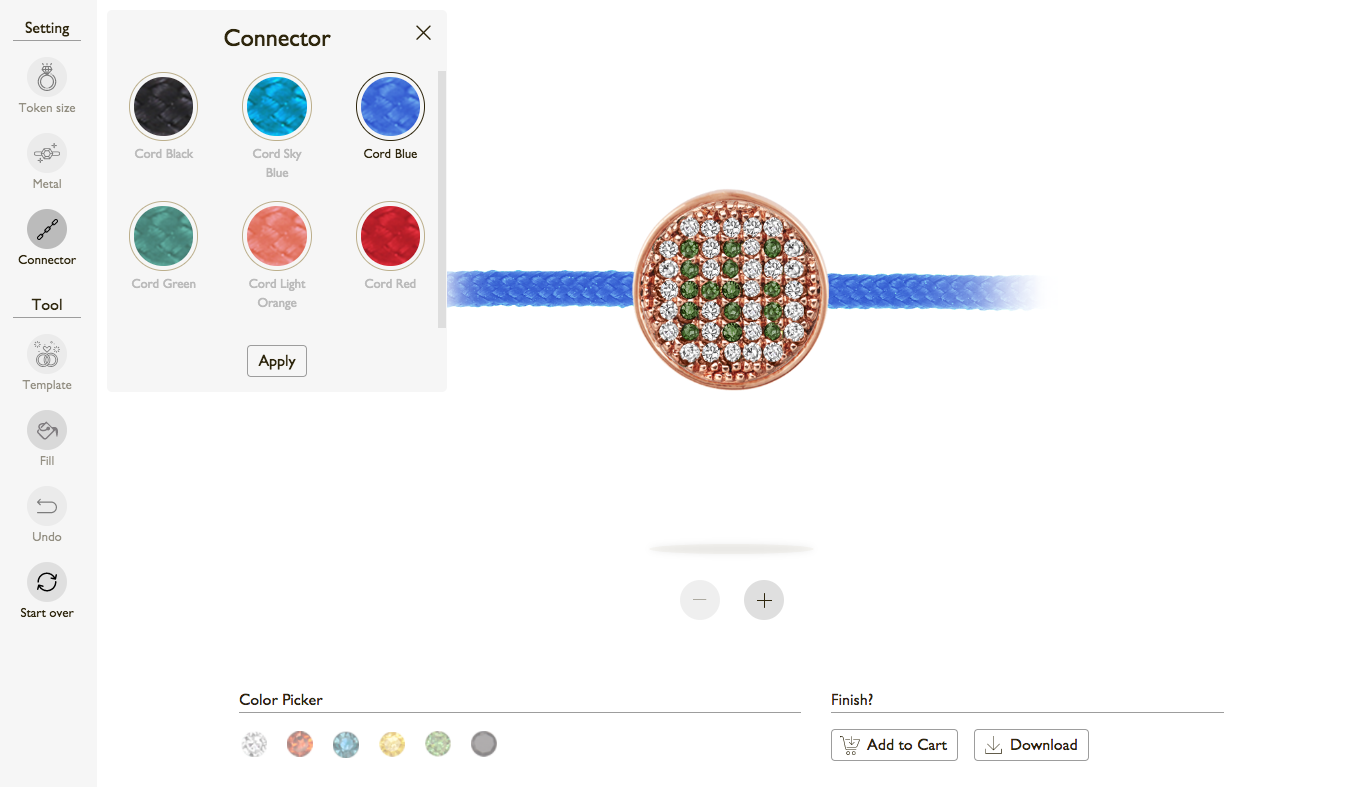 Setting
Token size
Metal
Connector
Tool
Template
Fill
Undo
Start over
Connector
Cord Black
Cord Sky
Blue
Cord Blue
Cord Green
Cord Light
Orange
Cord Red
Apply
Color Picker
Finish?
Add to Cart
Download